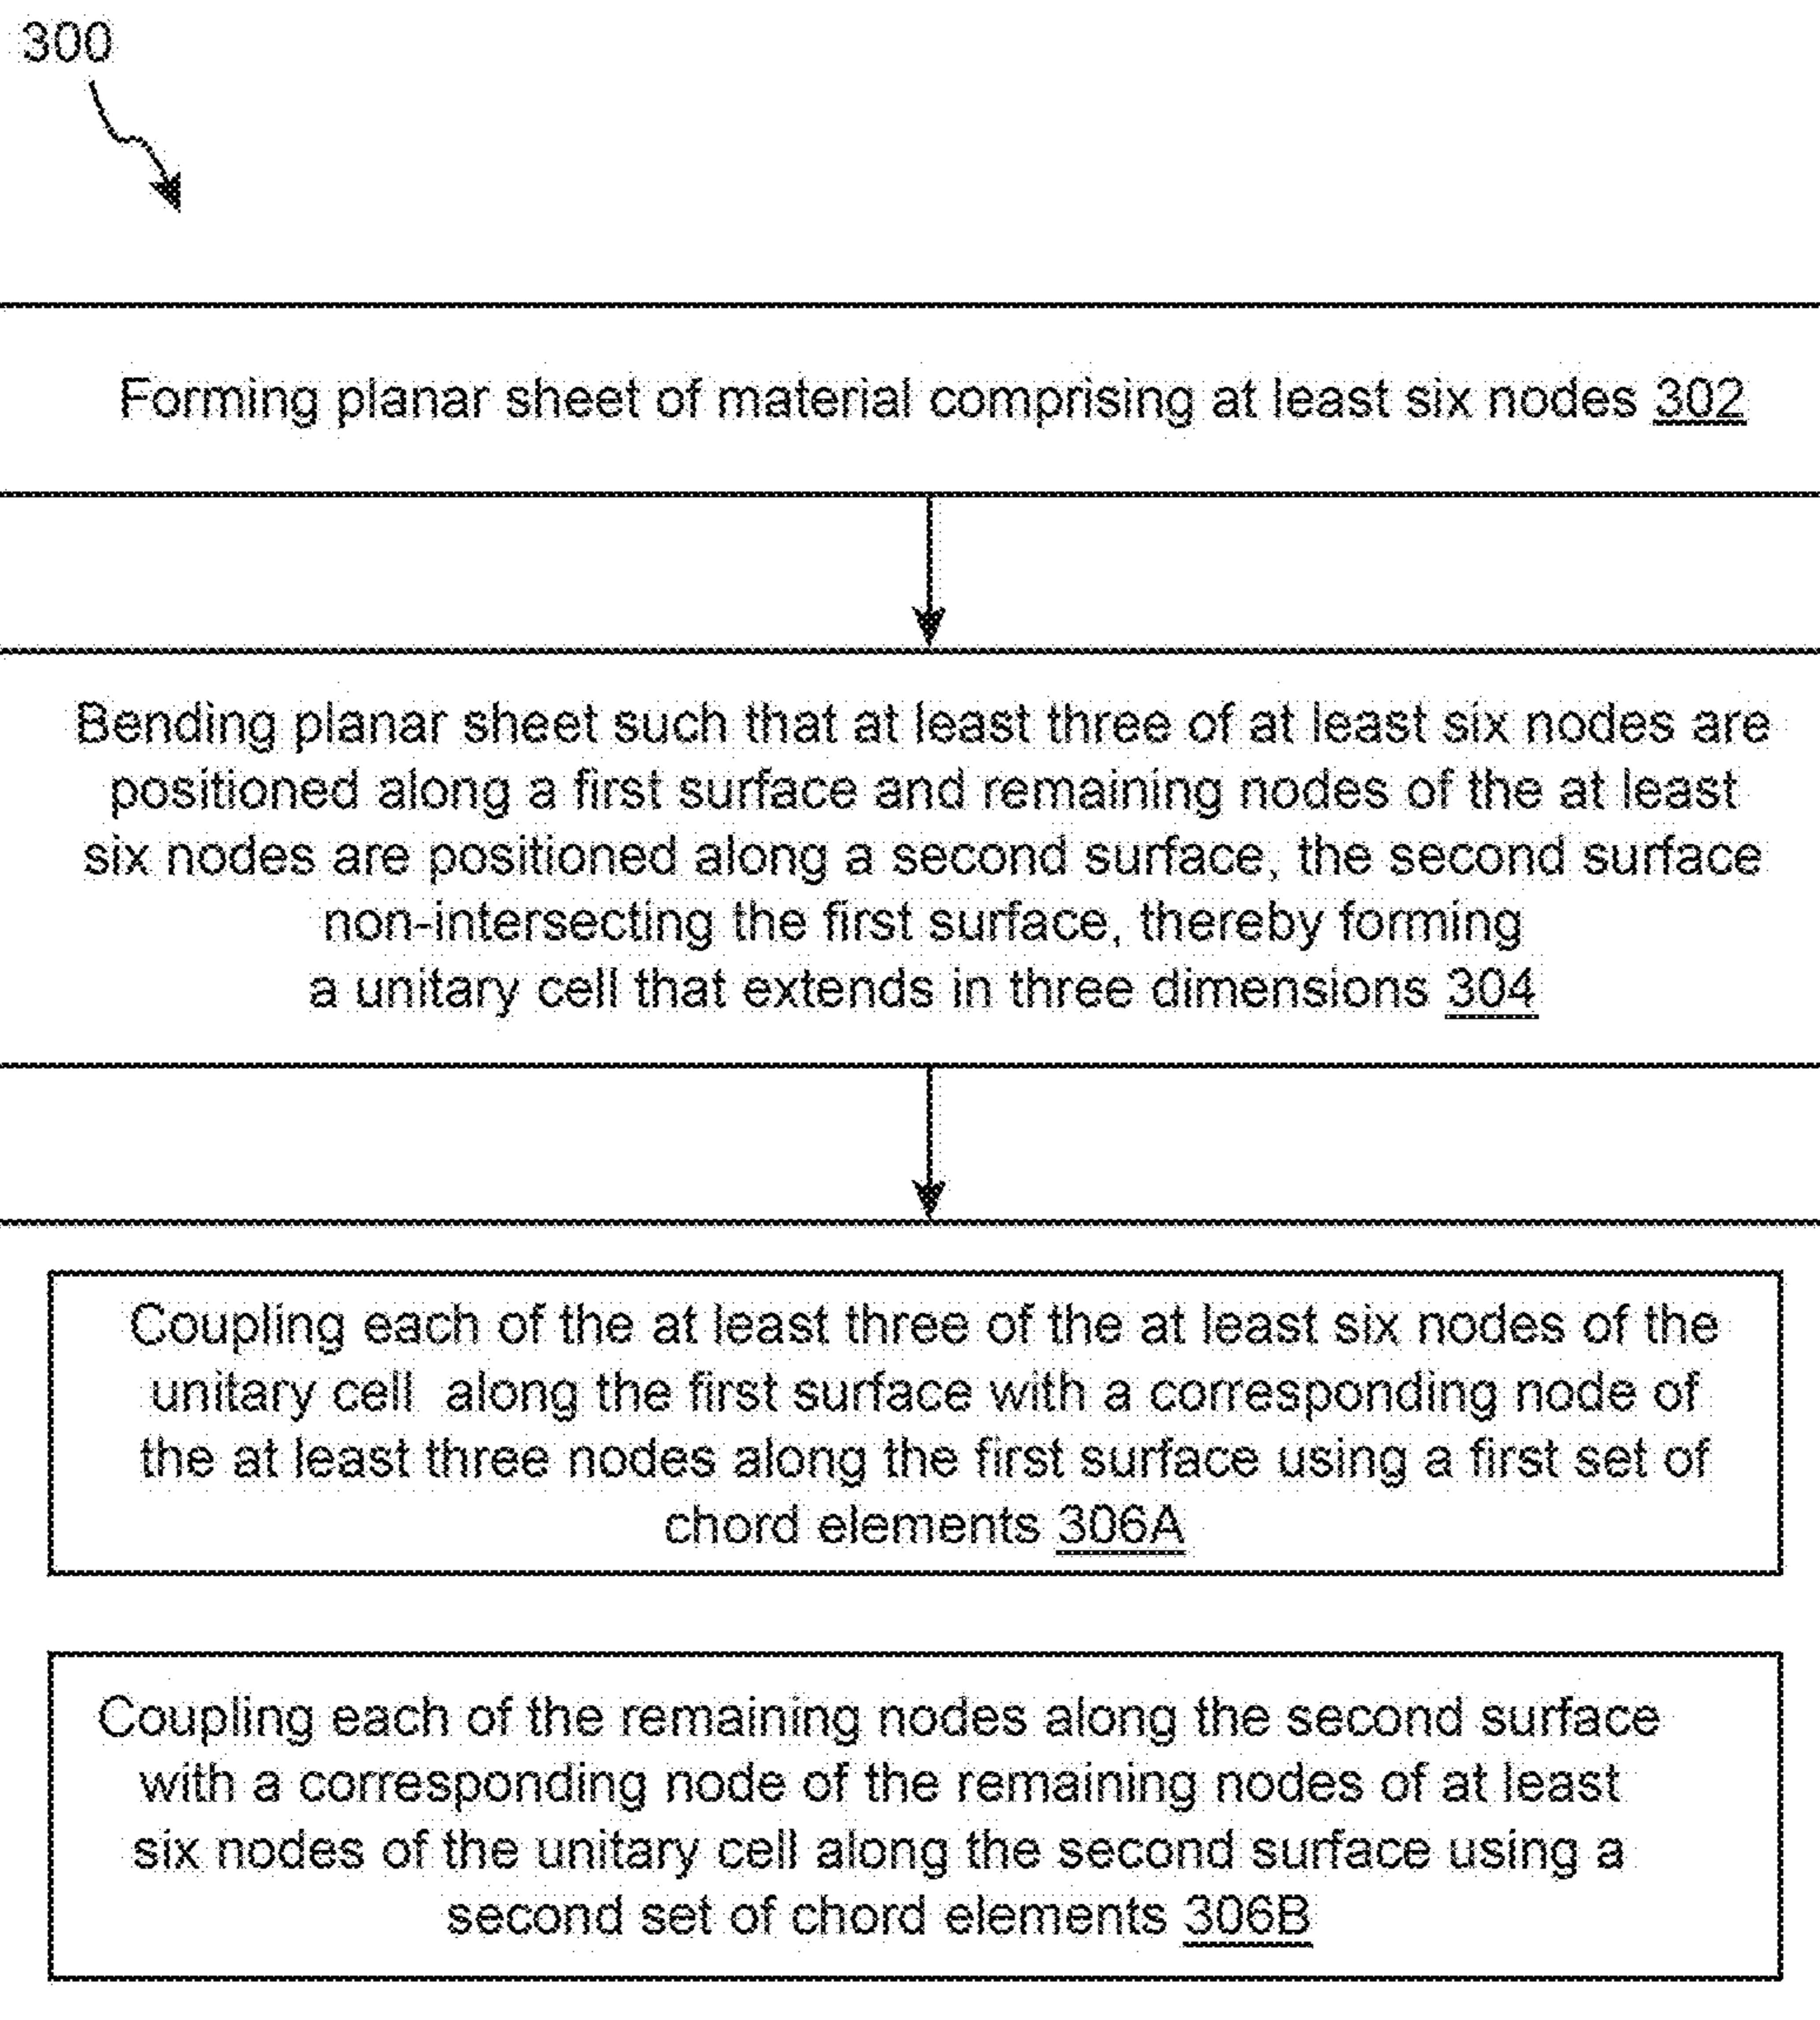 300
Forming planar sheet of material comprising at least six nodes 302
Bending planar sheet such that at least three of at least six nodes are
positioned along a first surface and remaining nodes of the at least
six nodes are positioned along a second surface, the second surface
non-intersecting the first surface, thereby forming
a unitary cell that extends in three dimensions 304
Coupling each of the at least three of the at least six nodes of the
unitary cell along the first surface with a corresponding node of
the at least three nodes along the first surface using a first set of
chord elements 306A
Coupling each of the remaining nodes along the second surface
with a corresponding node of the remaining nodes of at least
six nodes of the unitary cell along the second surface using a
second set of chord elements 306B